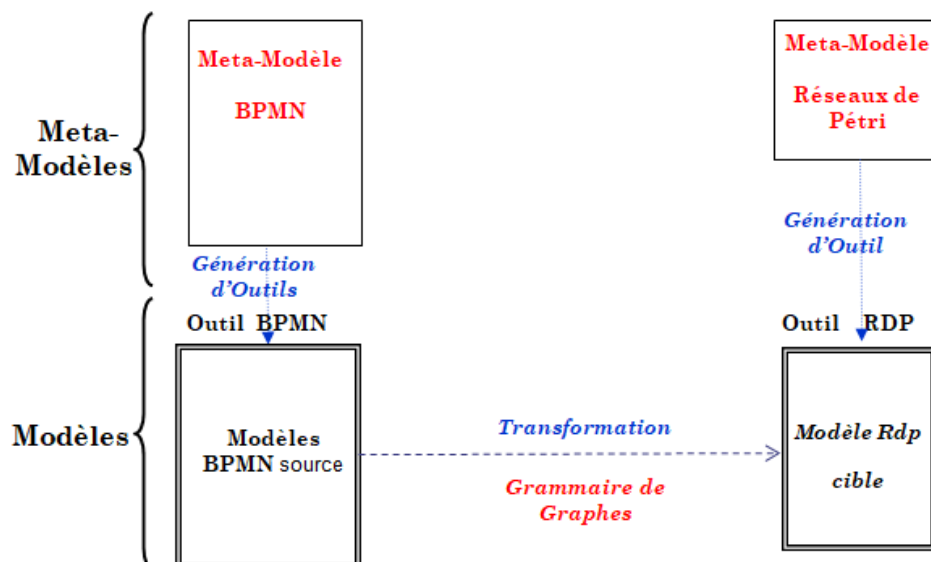 Meta-Modèle
BPMN
Meta-Modèle
Réseaux de
Pétri
Meta-
Modèles
Génération
d'Outils
Génération
d'Outil
Outil BPMN
Outil RDP
Modèles
Modèles
BPMN source
Transformation
Grammaire de
Graphes
Modèle Rdp
cible